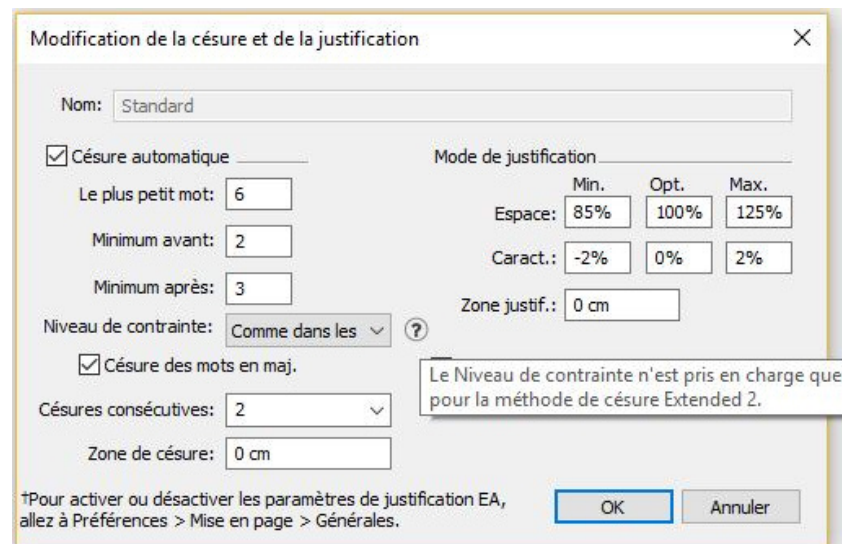 Modification de la césure et de la justification
Nom: Standard
Césure automatique
Le plus petit mot: 6
Minimum avant: 2
Minimum après: 3
Niveau de contrainte: Comme dans les ?
Césure des mots en maj.
Césures consécutives: 2
Zone de césure: 0 cm
Mode de justification
Min. Opt. Max.
Espace: 85% 100% 125%
Caract.: -2% 0% 2%
Zone justif.: 0 cm
Le Niveau de contrainte n'est pris en charge que
pour la méthode de césure Extended 2.
†Pour activer ou désactiver les paramètres de justification EA,
allez à Préférences > Mise en page > Générales.
OK Annuler